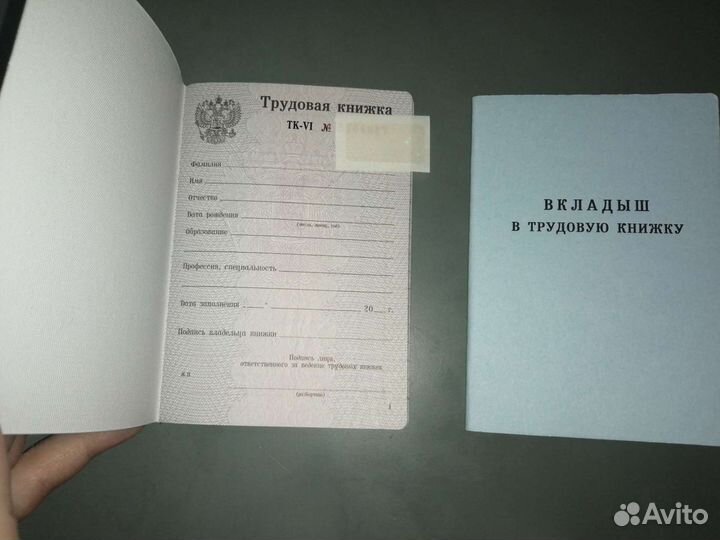 Трудовая книжка
ТК-VI №
Фамилия
Имя
Отчество
Дата рождения
(число, месяц, год)
Образование
Профессия, специальность
Дата заполнения 20 г.
Подпись владельца книжки
Подпись лица,
ответственного за ведение трудовых книжек
М.П.
(разборчиво)
1
ВКЛАДЫШ
В ТРУДОВУЮ КНИЖКУ
Avito